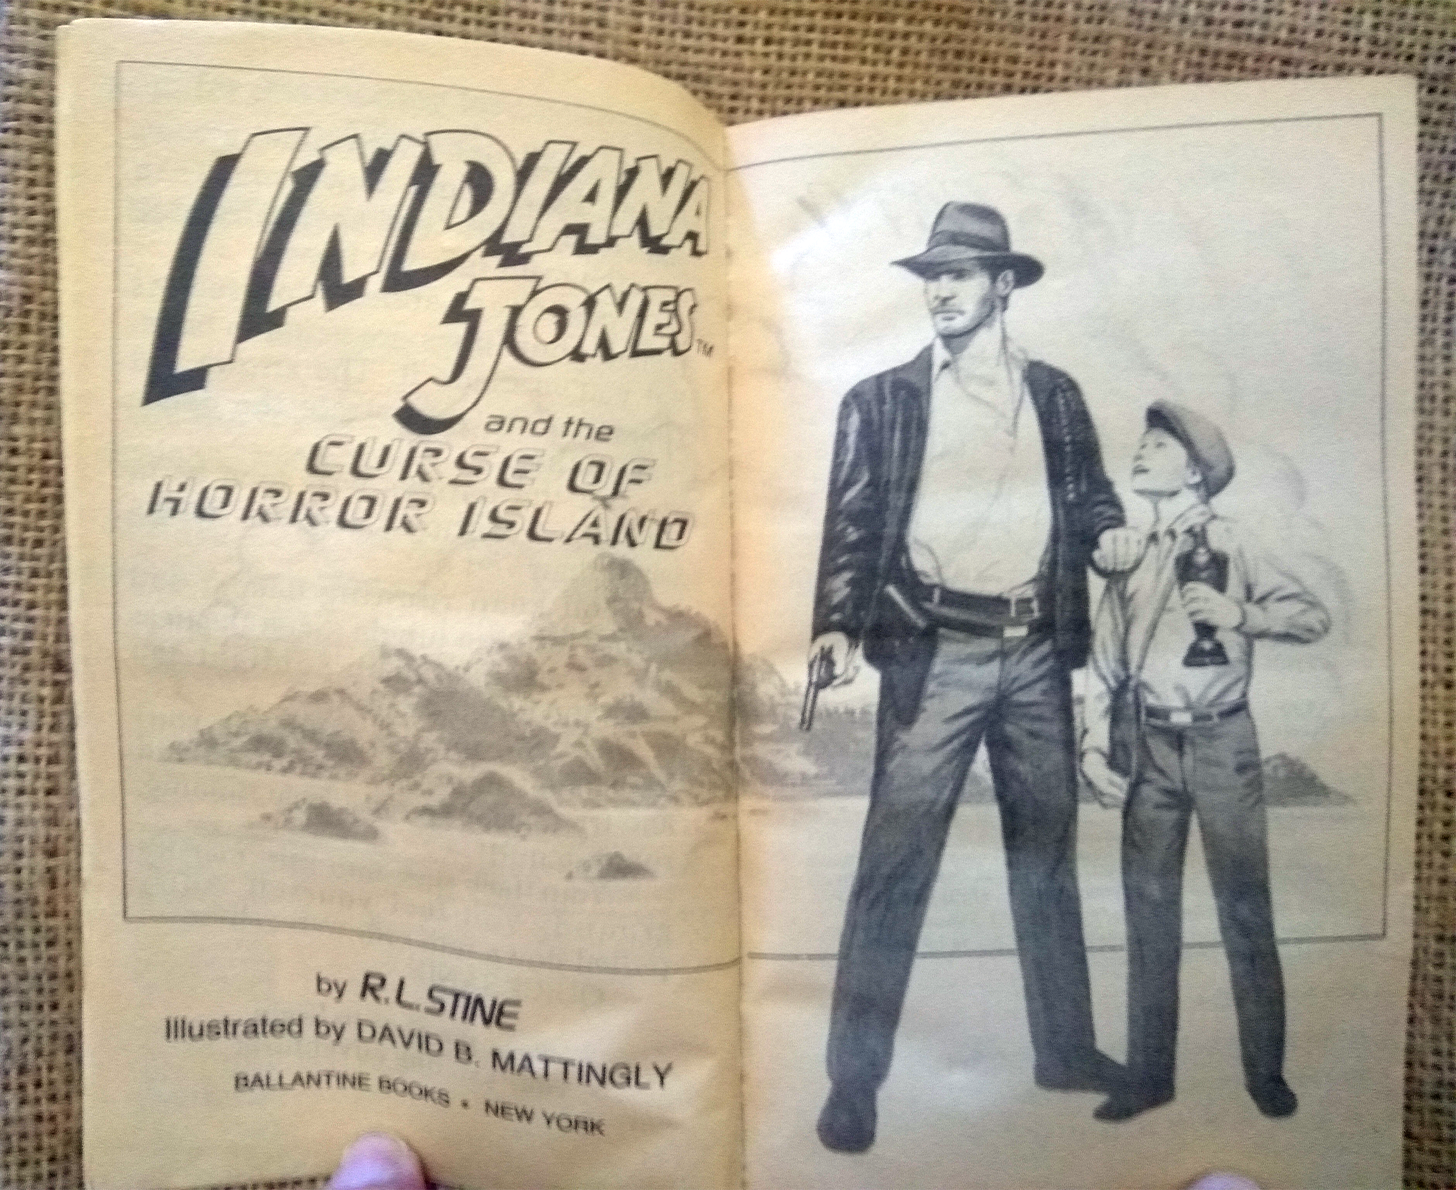 INDIANA
JONES™
and the
CURSE OF
HORROR ISLAND
by R.L. STINE
Illustrated by DAVID B. MATTINGLY
BALLANTINE BOOKS • NEW YORK